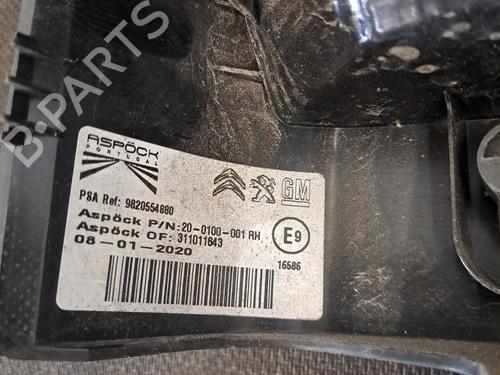 B-PARTS
ASPÖCK
PORTUGAL
GM
PSA Ref: 9820554880
Aspöck P/N:20-0100-001 RH
Aspöck OF: 311011643
08-01-2020
E9
16586